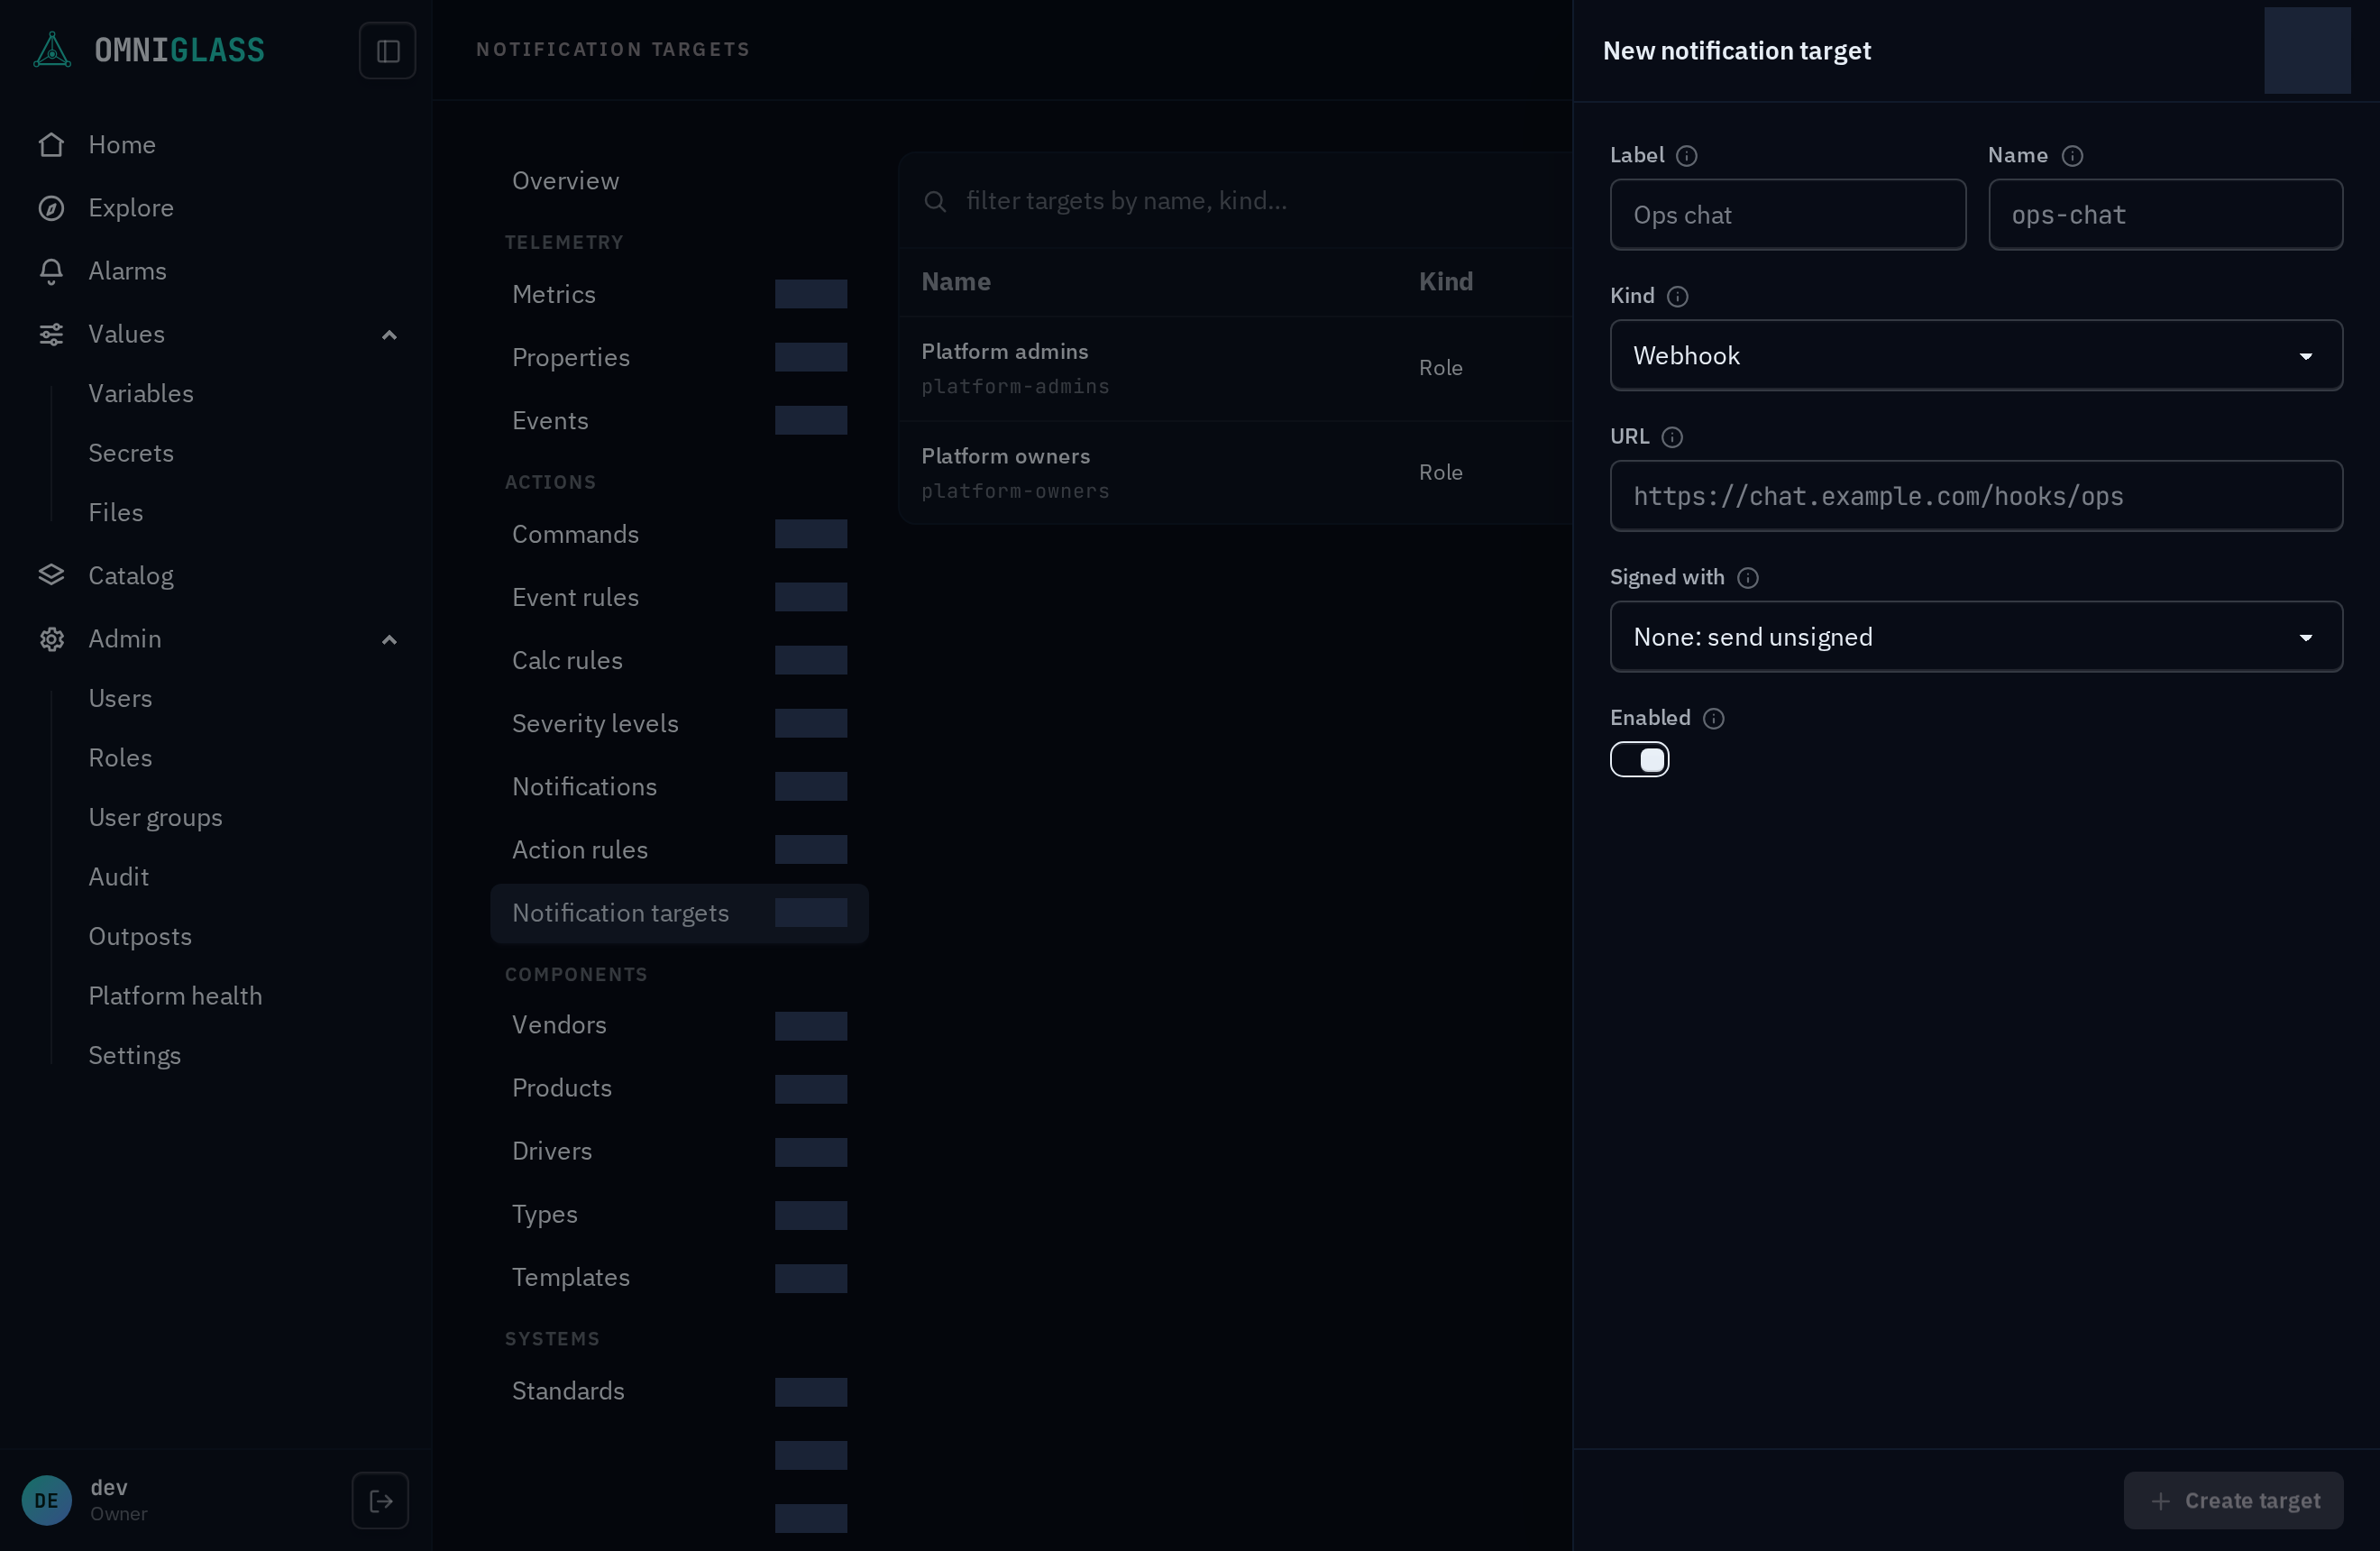 OMNIGLASS
Home
Explore
Alarms
Values
Variables
Secrets
Files
Catalog
Admin
Users
Roles
User groups
Audit
Outposts
Platform health
Settings
DE
dev
Owner
NOTIFICATION TARGETS
Overview
TELEMETRY
Metrics
Properties
Events
ACTIONS
Commands
Event rules
Calc rules
Severity levels
Notifications
Action rules
Notification targets
COMPONENTS
Vendors
Products
Drivers
Types
Templates
SYSTEMS
Standards
filter targets by name, kind...
Name Kind
Platform admins
platform-admins
Role
Platform owners
platform-owners
Role
New notification target
Label Name
Ops chat ops-chat
Kind
Webhook
URL
https://chat.example.com/hooks/ops
Signed with
None: send unsigned
Enabled
Create target